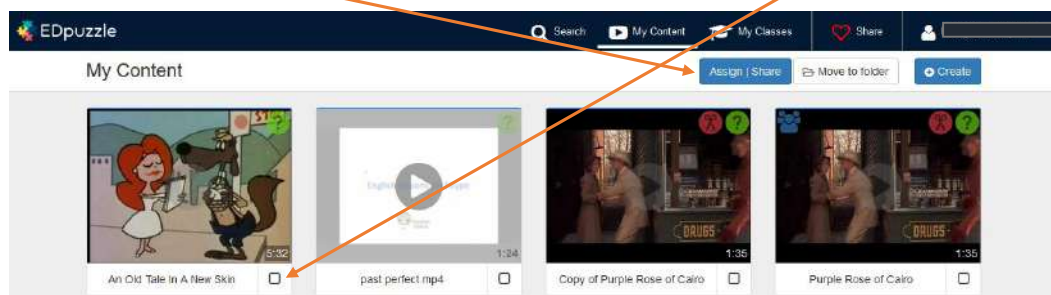 EDpuzzle Search My Content My Classes Share
My Content Assign | Share Move to folder Create
ST
? ? ? ?
DRUGS DRUGS
5:32 1:24 1:35 1:35
An Old Tale In A New Skin past perfect mp4 Copy of Purple Rose of Cairo Purple Rose of Cairo